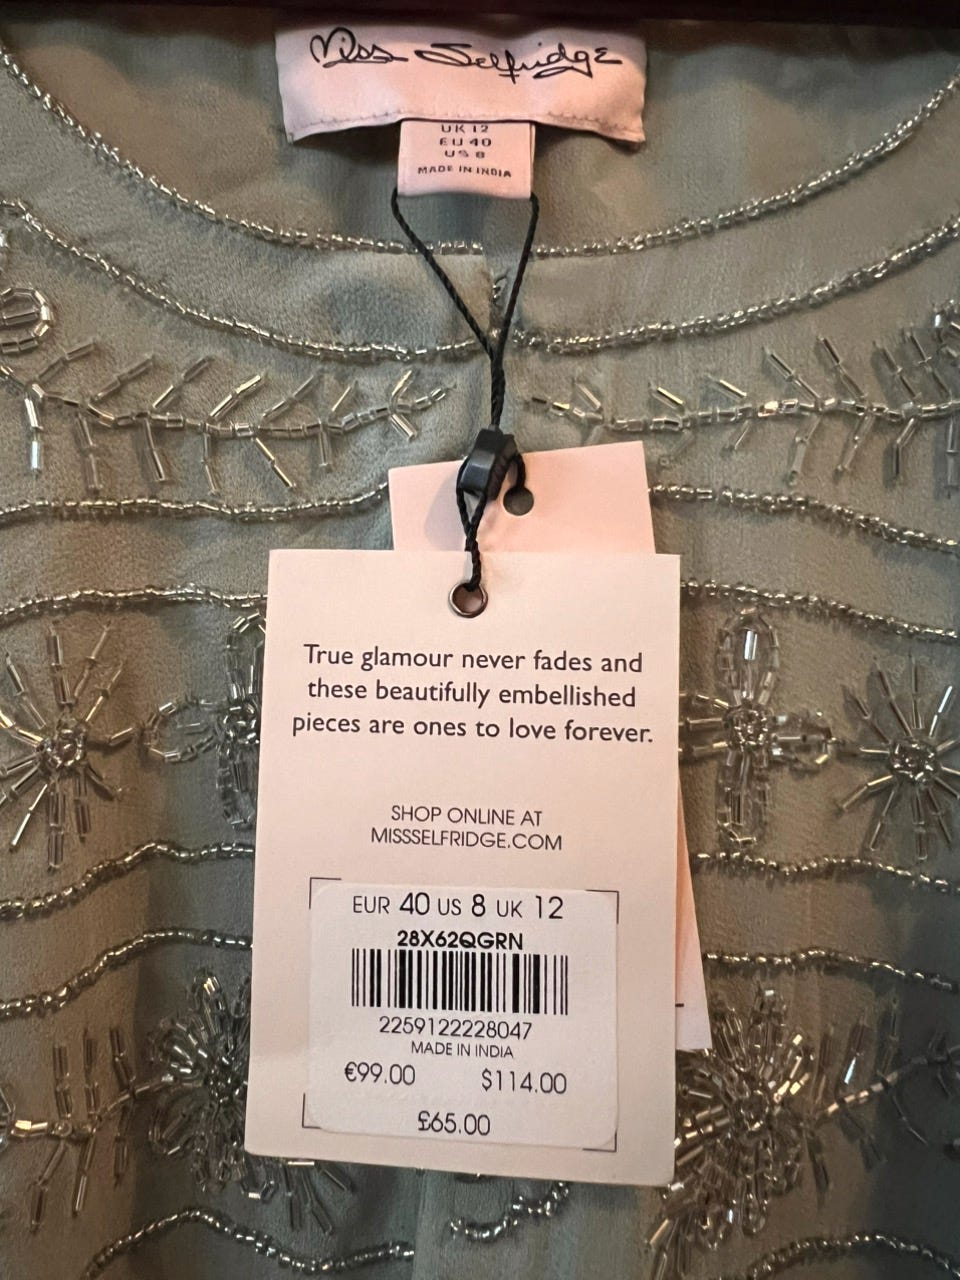 Miss Selfridge
UK 12
EU 40
US 8
MADE IN INDIA
True glamour never fades and
these beautifully embellished
pieces are ones to love forever.
SHOP ONLINE AT
MISSSELFRIDGE.COM
EUR 40 US 8 UK 12
28X62QGRN
2259122228047
MADE IN INDIA
€99.00 $114.00
£65.00